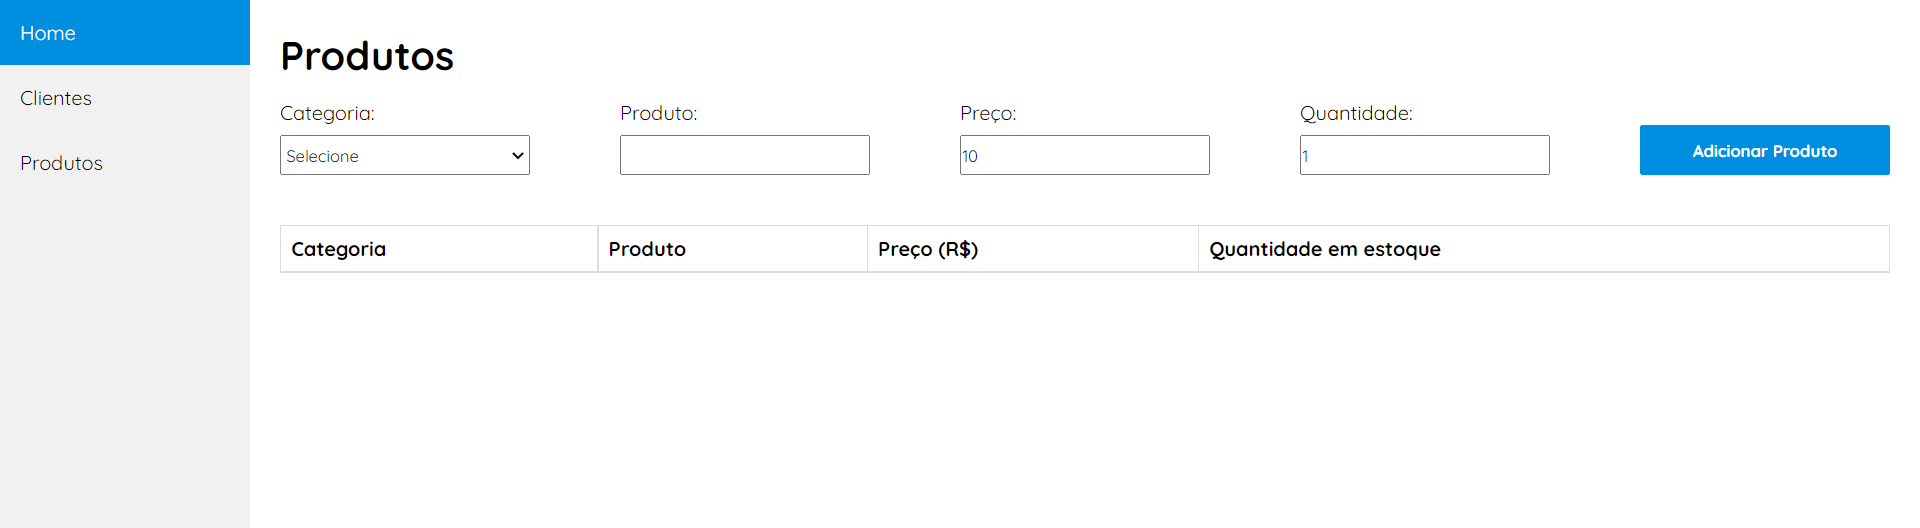 Home
Clientes
Produtos
Produtos
Categoria: Produto: Preço: Quantidade:
Selecione 10 1 Adicionar Produto
Categoria Produto Preço (R$) Quantidade em estoque